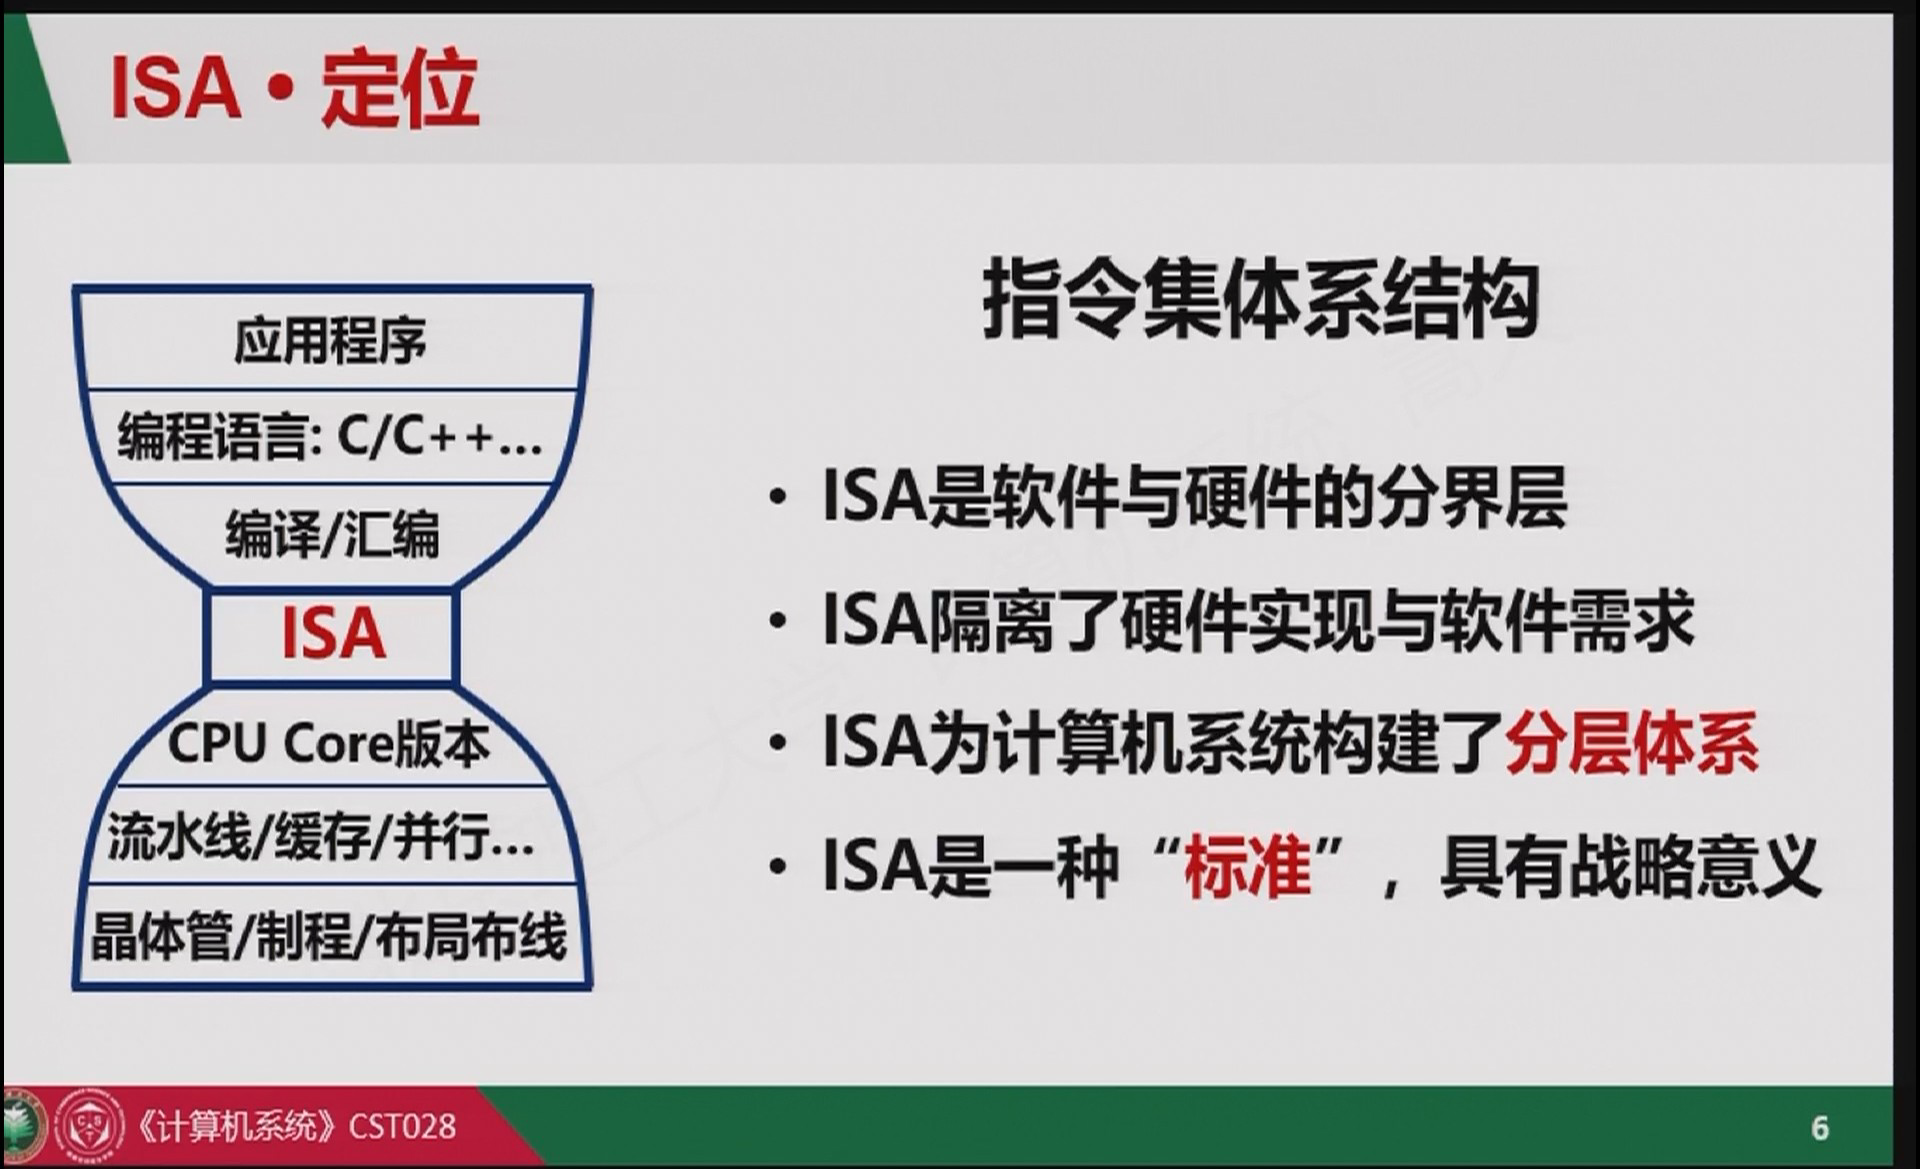 ISA·定位
应用程序
编程语言: C/C++...
编译/汇编
ISA
CPU Core版本
流水线/缓存/并行...
晶体管/制程/布局布线
指令集体系结构
• ISA是软件与硬件的分界层
• ISA隔离了硬件实现与软件需求
• ISA为计算机系统构建了分层体系
• ISA是一种“标准”，具有战略意义
《计算机系统》CST028
6